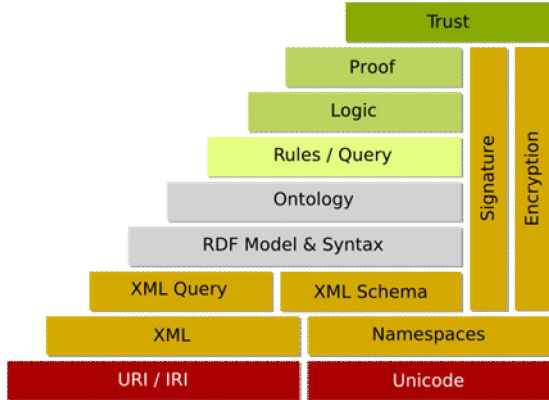 Trust
Proof
Logic
Rules / Query
Ontology
RDF Model & Syntax
XML Query
XML Schema
Signature
Encryption
XML
Namespaces
URI / IRI
Unicode